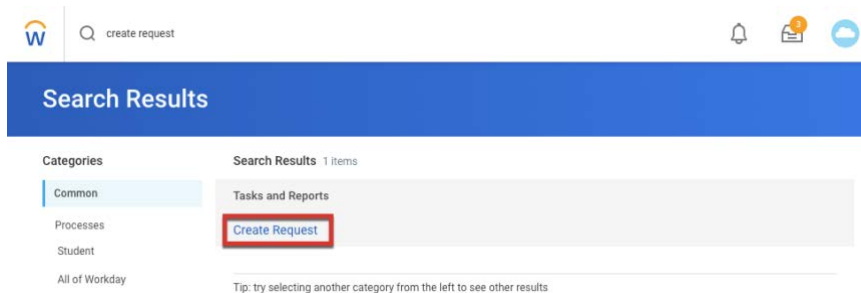 W
create request
3
Search Results
Categories
Search Results 1 items
Common
Tasks and Reports
Processes
Create Request
Student
All of Workday
Tip: try selecting another category from the left to see other results